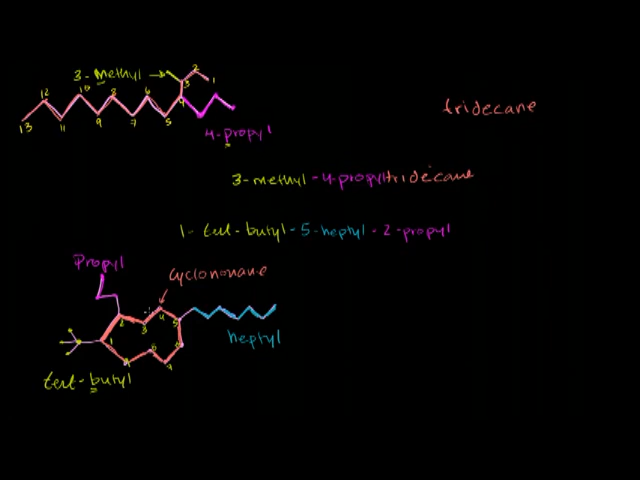 3-methyl
2
1
3
12
10
8
6
4
13
11
9
7
5
tridecane
4-propyl
3-methyl-4-propyltridecane
1-tert-butyl-5-heptyl-2-propyl
Propyl
cyclononane
2
3
4
5
1
6
7
heptyl
tert-butyl